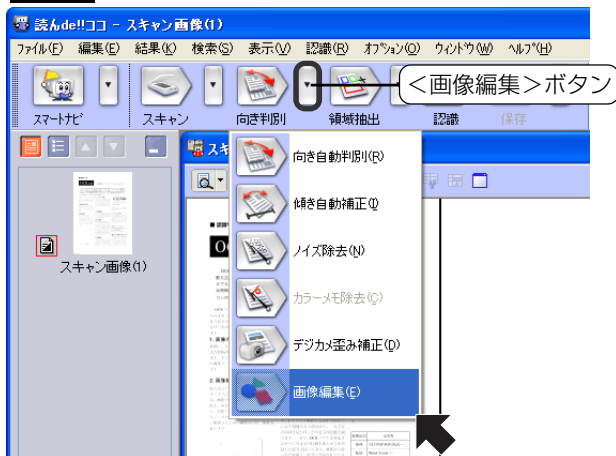 読んde!!ココ - スキャン画像(1)
ファイル(F) 編集(E) 結果(K) 検索(S) 表示(V) 認識(R) オプション(O) ウィンドウ(W) ヘルプ(H)
<画像編集>ボタン
スマートナビ スキャン 向き判別 領域抽出 認識 保存
向き自動判別(R)
傾き自動補正(I)
ノイズ除去(N)
カラーメモ除去(C)
デジカメ歪み補正(D)
画像編集(E)
スキャン画像(1)